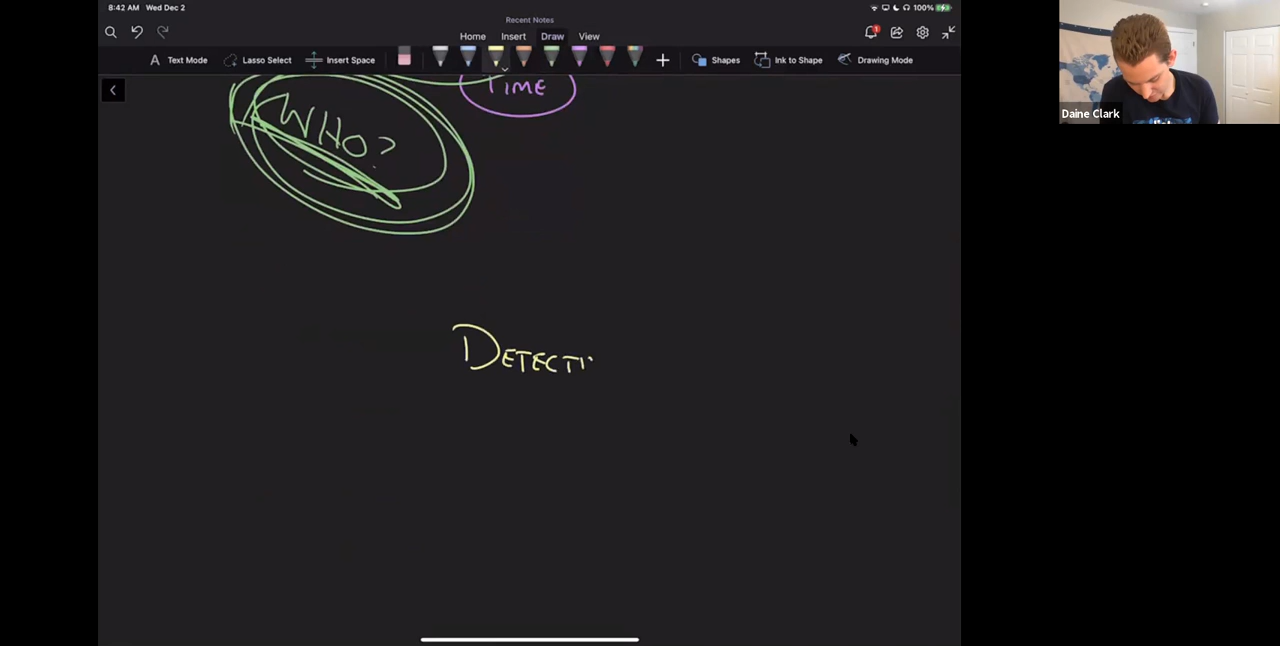 8:42 AM Wed Dec 2
100%
Recent Notes
Home Insert Draw View
1
Text Mode Lasso Select Insert Space Shapes Ink to Shape Drawing Mode
TIME
WHO?
DETECTI
Daine Clark